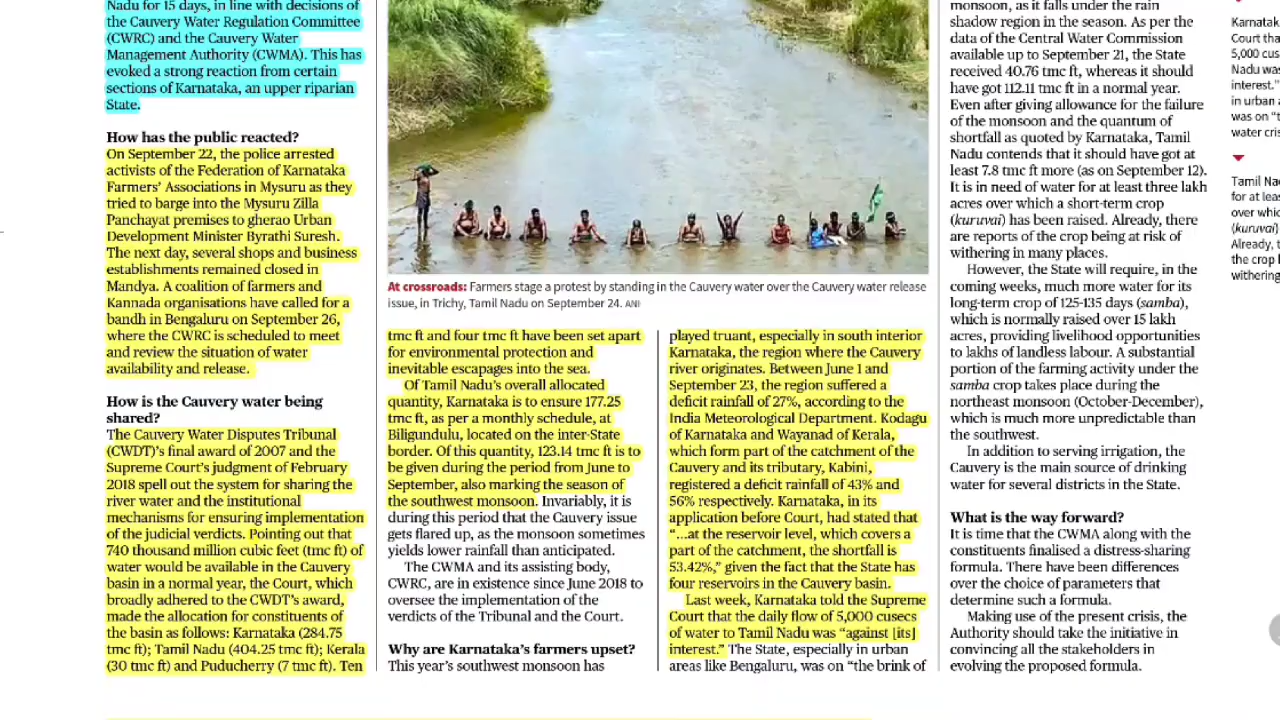 Nadu for 15 days, in line with decisions of
the Cauvery Water Regulation Committee
(CWRC) and the Cauvery Water
Management Authority (CWMA). This has
evoked a strong reaction from certain
sections of Karnataka, an upper riparian
State.
How has the public reacted?
On September 22, the police arrested
activists of the Federation of Karnataka
Farmers' Associations in Mysuru as they
tried to barge into the Mysuru Zilla
Panchayat premises to gherao Urban
Development Minister Byrathi Suresh.
The next day, several shops and business
establishments remained closed in
Mandya. A coalition of farmers and
Kannada organisations have called for a
bandh in Bengaluru on September 26,
where the CWRC is scheduled to meet
and review the situation of water
availability and release.
How is the Cauvery water being
shared?
The Cauvery Water Disputes Tribunal
(CWDT)'s final award of 2007 and the
Supreme Court's judgment of February
2018 spell out the system for sharing the
river water and the institutional
mechanisms for ensuring implementation
of the judicial verdicts. Pointing out that
740 thousand million cubic feet (tmc ft) of
water would be available in the Cauvery
basin in a normal year, the Court, which
broadly adhered to the CWDT's award,
made the allocation for constituents of
the basin as follows: Karnataka (284.75
tmc ft); Tamil Nadu (404.25 tmc ft); Kerala
(30 tmc ft) and Puducherry (7 tmc ft). Ten
At crossroads: Farmers stage a protest by standing in the Cauvery water over the Cauvery water release
issue, in Trichy, Tamil Nadu on September 24. ANI
tmc ft and four tmc ft have been set apart
for environmental protection and
inevitable escapages into the sea.
Of Tamil Nadu's overall allocated
quantity, Karnataka is to ensure 177.25
tmc ft, as per a monthly schedule, at
Biligundulu, located on the inter-State
border. Of this quantity, 123.14 tmc ft is to
be given during the period from June to
September, also marking the season of
the southwest monsoon. Invariably, it is
during this period that the Cauvery issue
gets flared up, as the monsoon sometimes
yields lower rainfall than anticipated.
The CWMA and its assisting body,
CWRC, are in existence since June 2018 to
oversee the implementation of the
verdicts of the Tribunal and the Court.
Why are Karnataka's farmers upset?
This year's southwest monsoon has
played truant, especially in south interior
Karnataka, the region where the Cauvery
river originates. Between June 1 and
September 23, the region suffered a
deficit rainfall of 27%, according to the
India Meteorological Department. Kodagu
of Karnataka and Wayanad of Kerala,
which form part of the catchment of the
Cauvery and its tributary, Kabini,
registered a deficit rainfall of 43% and
56% respectively. Karnataka, in its
application before Court, had stated that
"...at the reservoir level, which covers a
part of the catchment, the shortfall is
53.42%," given the fact that the State has
four reservoirs in the Cauvery basin.
Last week, Karnataka told the Supreme
Court that the daily flow of 5,000 cusecs
of water to Tamil Nadu was "against [its]
interest." The State, especially in urban
areas like Bengaluru, was on "the brink of
monsoon, as it falls under the rain
shadow region in the season. As per the
data of the Central Water Commission
available up to September 21, the State
received 40.76 tmc ft, whereas it should
have got 112.11 tmc ft in a normal year.
Even after giving allowance for the failure
of the monsoon and the quantum of
shortfall as quoted by Karnataka, Tamil
Nadu contends that it should have got at
least 7.8 tmc ft more (as on September 12).
It is in need of water for at least three lakh
acres over which a short-term crop
(kuruvai) has been raised. Already, there
are reports of the crop being at risk of
withering in many places.
However, the State will require, in the
coming weeks, much more water for its
long-term crop of 125-135 days (samba),
which is normally raised over 15 lakh
acres, providing livelihood opportunities
to lakhs of landless labour. A substantial
portion of the farming activity under the
samba crop takes place during the
northeast monsoon (October-December),
which is much more unpredictable than
the southwest.
In addition to serving irrigation, the
Cauvery is the main source of drinking
water for several districts in the State.
What is the way forward?
It is time that the CWMA along with the
constituents finalised a distress-sharing
formula. There have been differences
over the choice of parameters that
determine such a formula.
Making use of the present crisis, the
Authority should take the initiative in
convincing all the stakeholders in
evolving the proposed formula.
Karnatak
Court that
5,000 cus
Nadu was
interest."
in urban a
was on "t
water cris
Tamil Nad
for at leas
over whic
(kuruvai)
Already, t
the crop b
withering